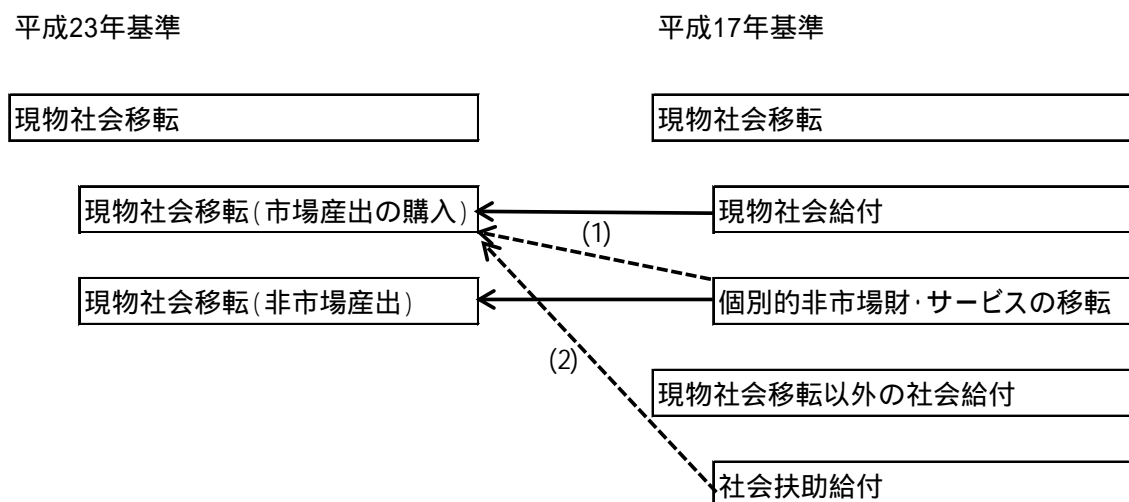 平成23年基準
平成17年基準
現物社会移転
現物社会移転
現物社会移転(市場産出の購入)
現物社会給付
(1)
現物社会移転(非市場産出)
個別的非市場財・サービスの移転
(2)
現物社会移転以外の社会給付
社会扶助給付